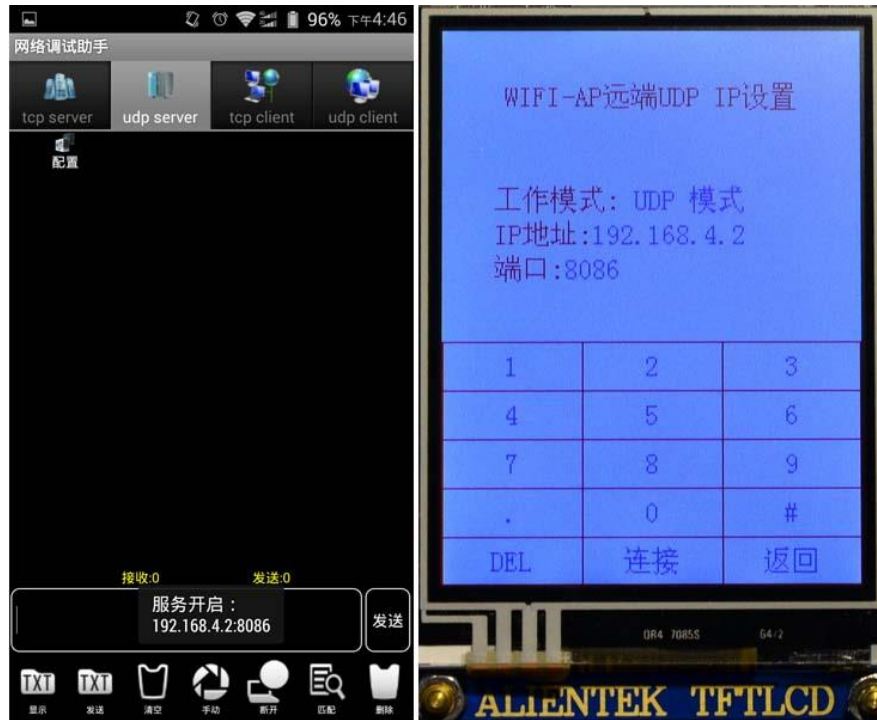 96% 下午4:46
网络调试助手
tcp server udp server tcp client udp client
配置
接收:0 发送:0
服务开启：
192.168.4.2:8086
发送
TXT TXT
显示 发送 清空 手动 断开 匹配 删除
WIFI-AP远端UDP IP设置
工作模式: UDP 模式
IP地址:192.168.4.2
端口:8086
1 2 3
4 5 6
7 8 9
. 0 #
DEL 连接 返回
0R4 7085S G4/2
ALIENTEK TFTLCD